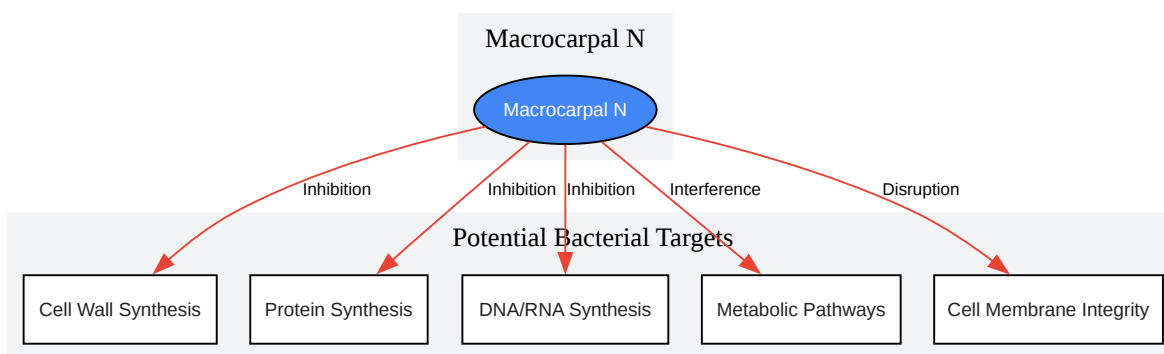 Macrocarpal N
Macrocarpal N
Inhibition
Inhibition
Inhibition
Interference
Disruption
Potential Bacterial Targets
Cell Wall Synthesis
Protein Synthesis
DNA/RNA Synthesis
Metabolic Pathways
Cell Membrane Integrity